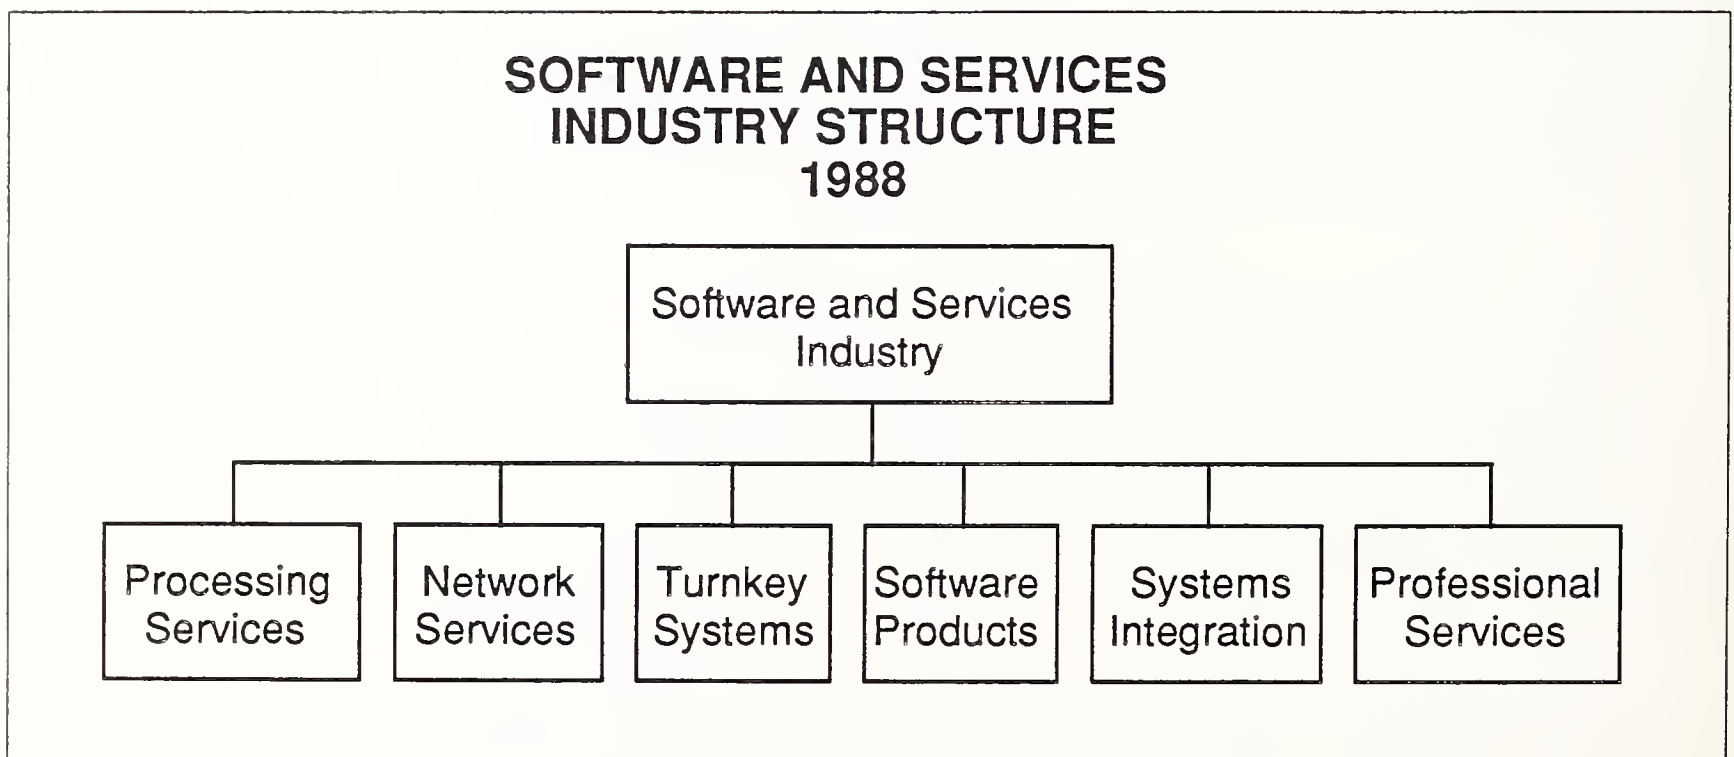 SOFTWARE AND SERVICES
INDUSTRY STRUCTURE
1988
Software and Services
Industry
Processing
Services
Network
Services
Turnkey
Systems
Software
Products
Systems
Integration
Professional
Services